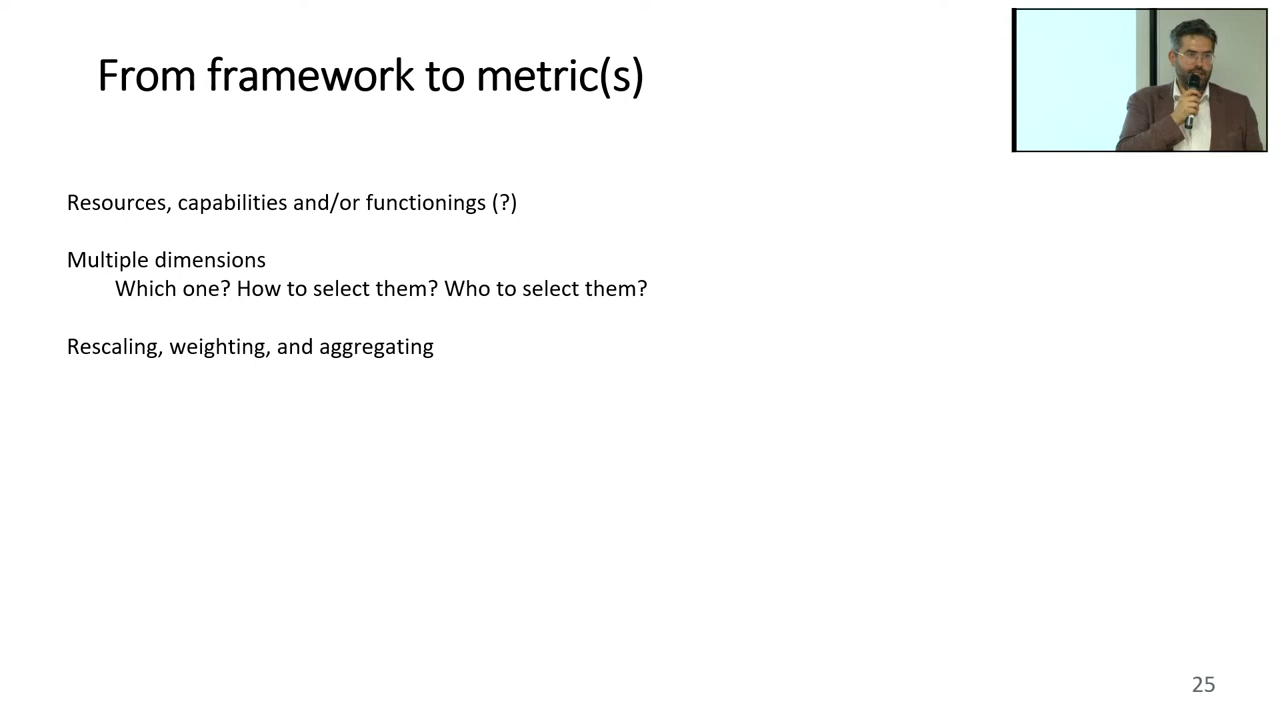 From framework to metric(s)
Resources, capabilities and/or functionings (?)
Multiple dimensions
Which one? How to select them? Who to select them?
Rescaling, weighting, and aggregating
25